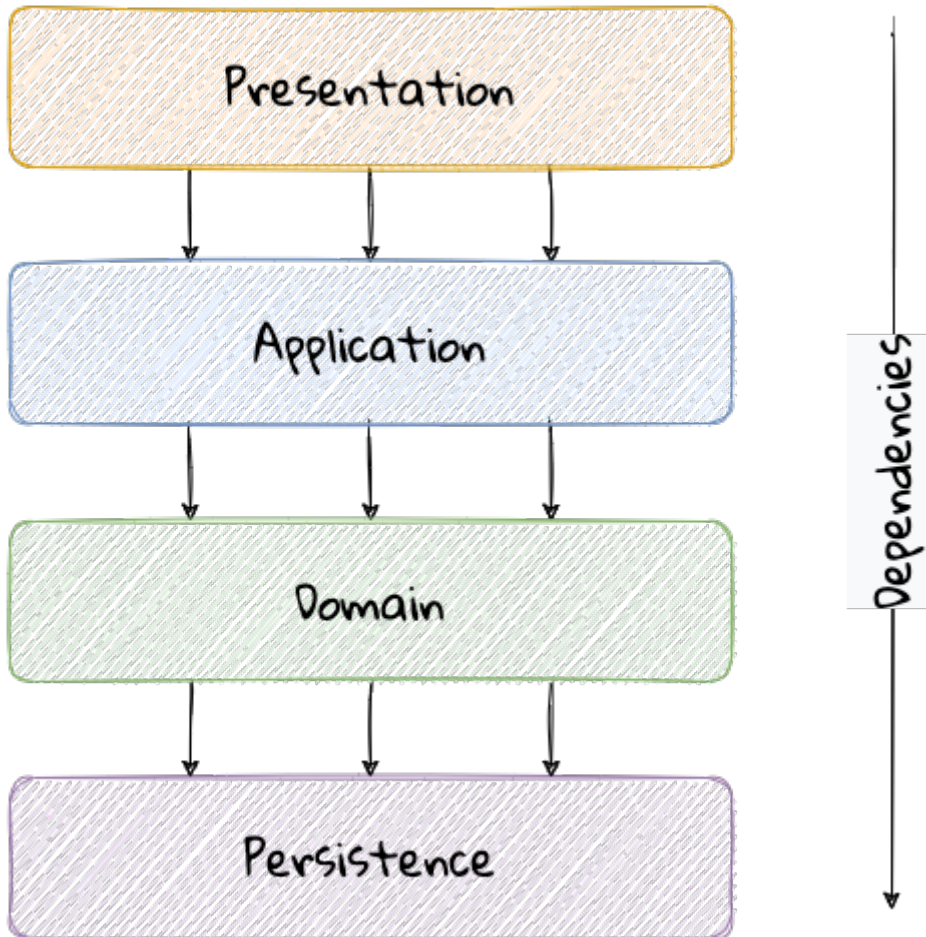 Presentation
Application
Domain
Persistence
Dependencies